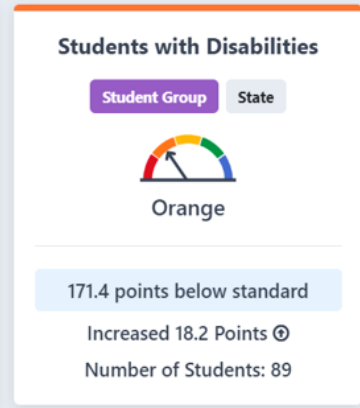 Students with Disabilities
Student Group State
Orange
171.4 points below standard
Increased 18.2 Points
Number of Students: 89